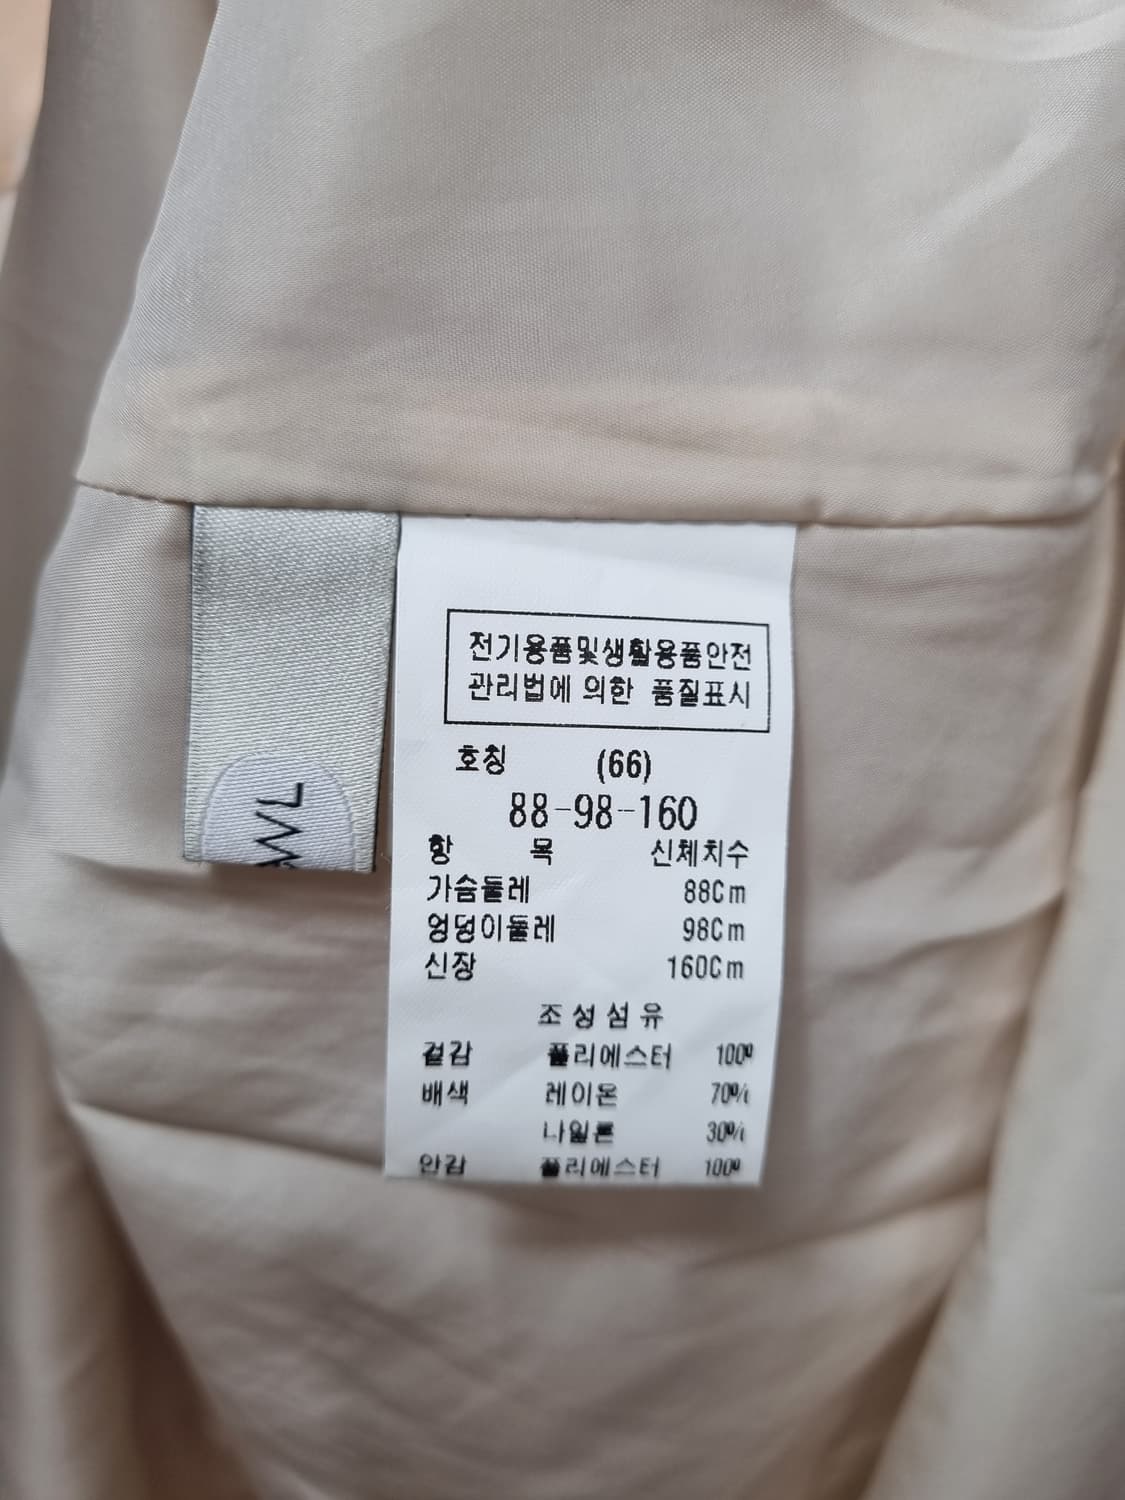 전기용품및생활용품안전
관리법에 의한 품질표시
호칭 (66)
88-98-160
항 목 신체치수
가슴둘레 88Cm
엉덩이둘레 98Cm
신장 160Cm
조성섬유
겉감 폴리에스터 100%
배색 레이온 70%
나일론 30%
안감 폴리에스터 100%